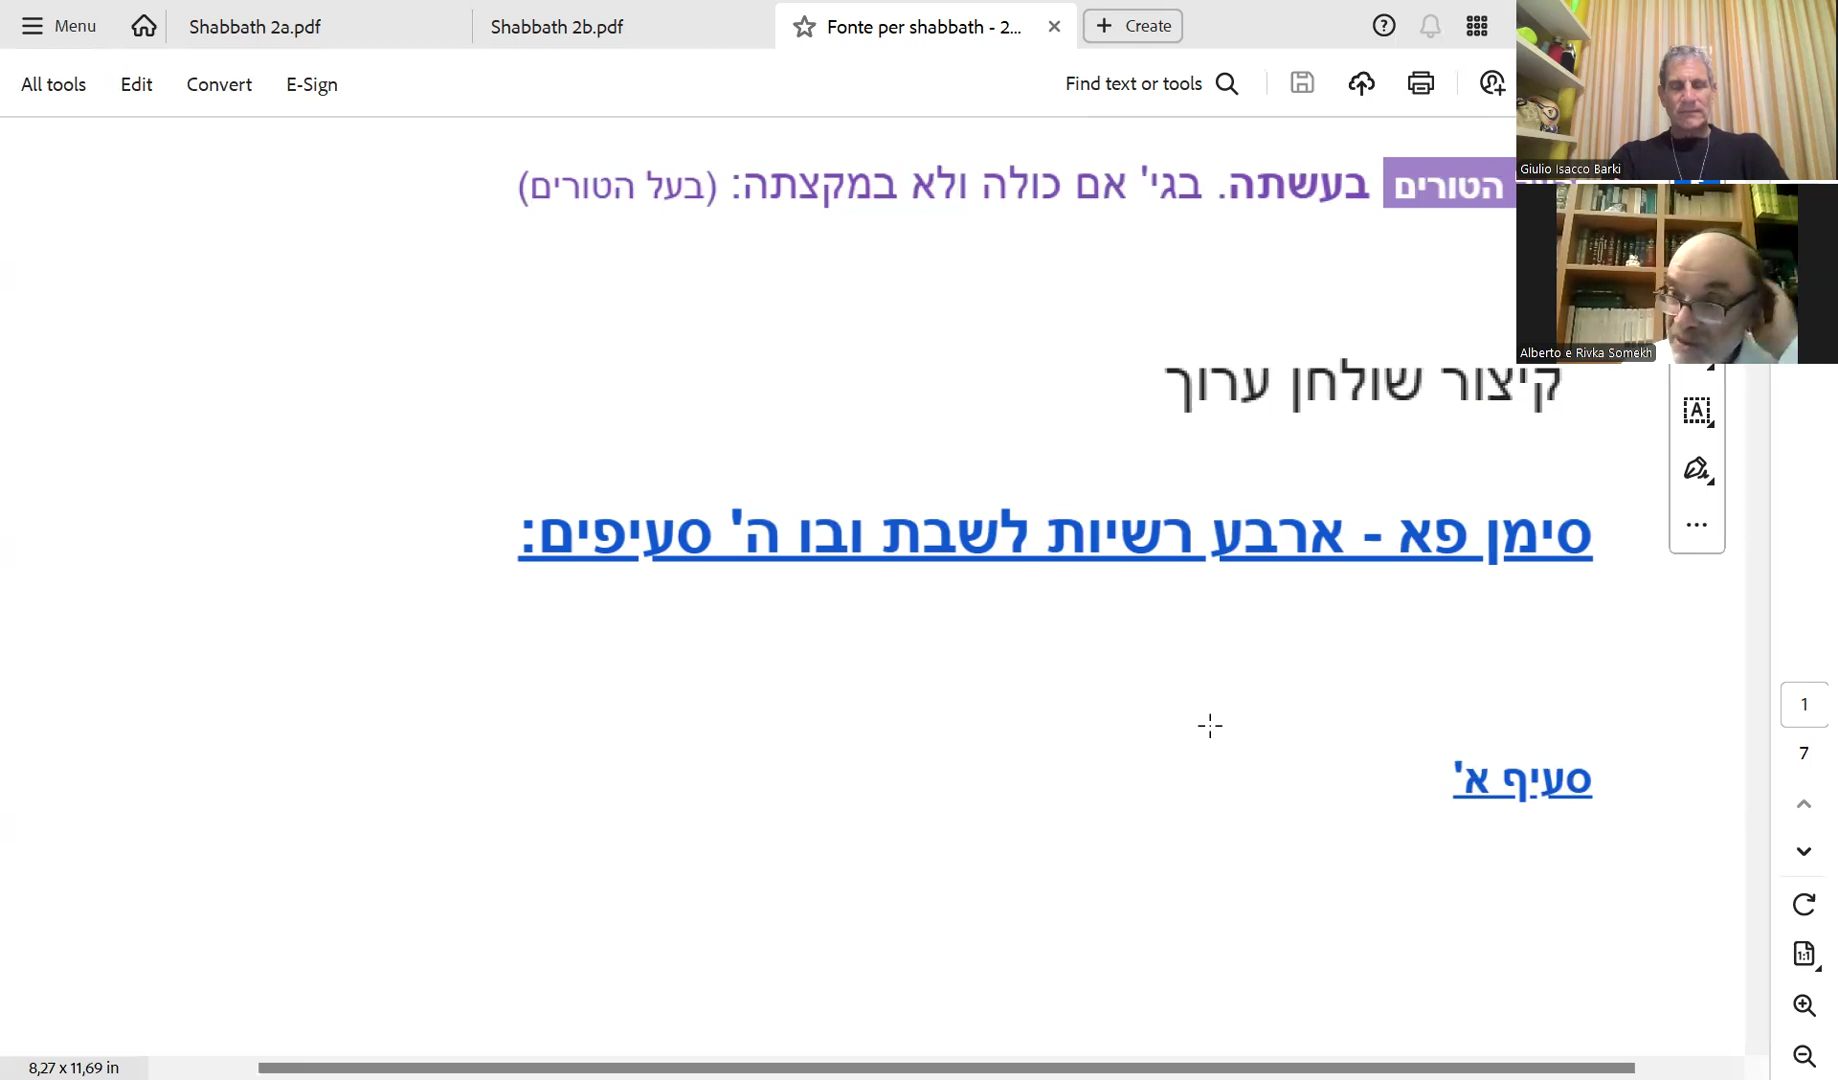 Menu
Shabbath 2a.pdf
Shabbath 2b.pdf
Fonte per shabbath - 2...
Create
All tools
Edit
Convert
E-Sign
Find text or tools
Giulio Isacco Barki
הטורים בעשתה. בגי' אם כולה ולא במקצתה: (בעל הטורים)
Alberto e Rivka Somekh
קיצור שולחן ערוך
סימן פא - ארבע רשיות לשבת ובו ה' סעיפים:
סעיף א'
1
7
8,27 x 11,69 in